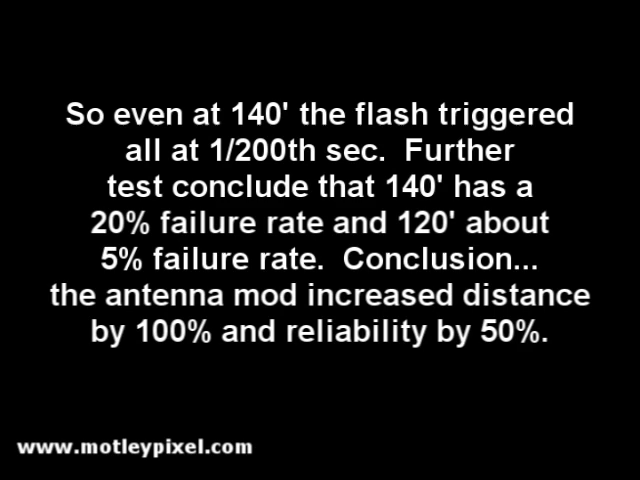 So even at 140' the flash triggered
all at 1/200th sec.  Further
test conclude that 140' has a
20% failure rate and 120' about
5% failure rate.  Conclusion...
the antenna mod increased distance
by 100% and reliability by 50%.
www.motleypixel.com